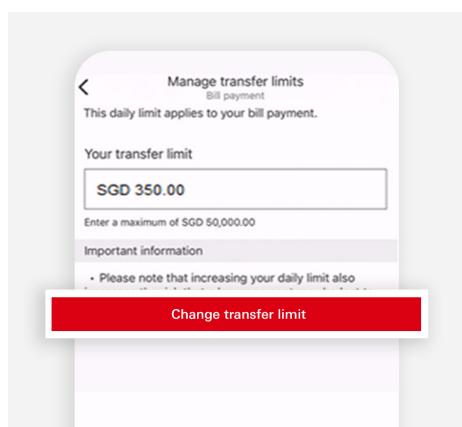 Manage transfer limits
Bill payment
This daily limit applies to your bill payment.
Your transfer limit
SGD 350.00
Enter a maximum of SGD 50,000.00
Important information
• Please note that increasing your daily limit also
Change transfer limit